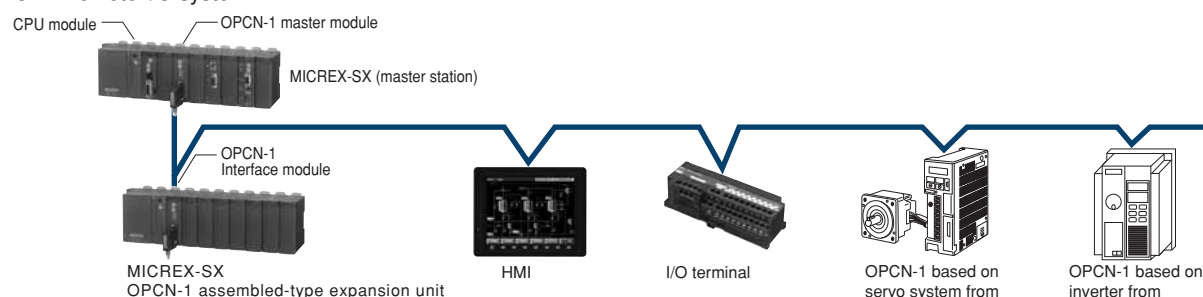 CPU module
OPCN-1 master module
MICREX-SX (master station)
OPCN-1
Interface module
MICREX-SX
OPCN-1 assembled-type expansion unit
HMI
I/O terminal
OPCN-1 based on
servo system from
OPCN-1 based on
inverter from